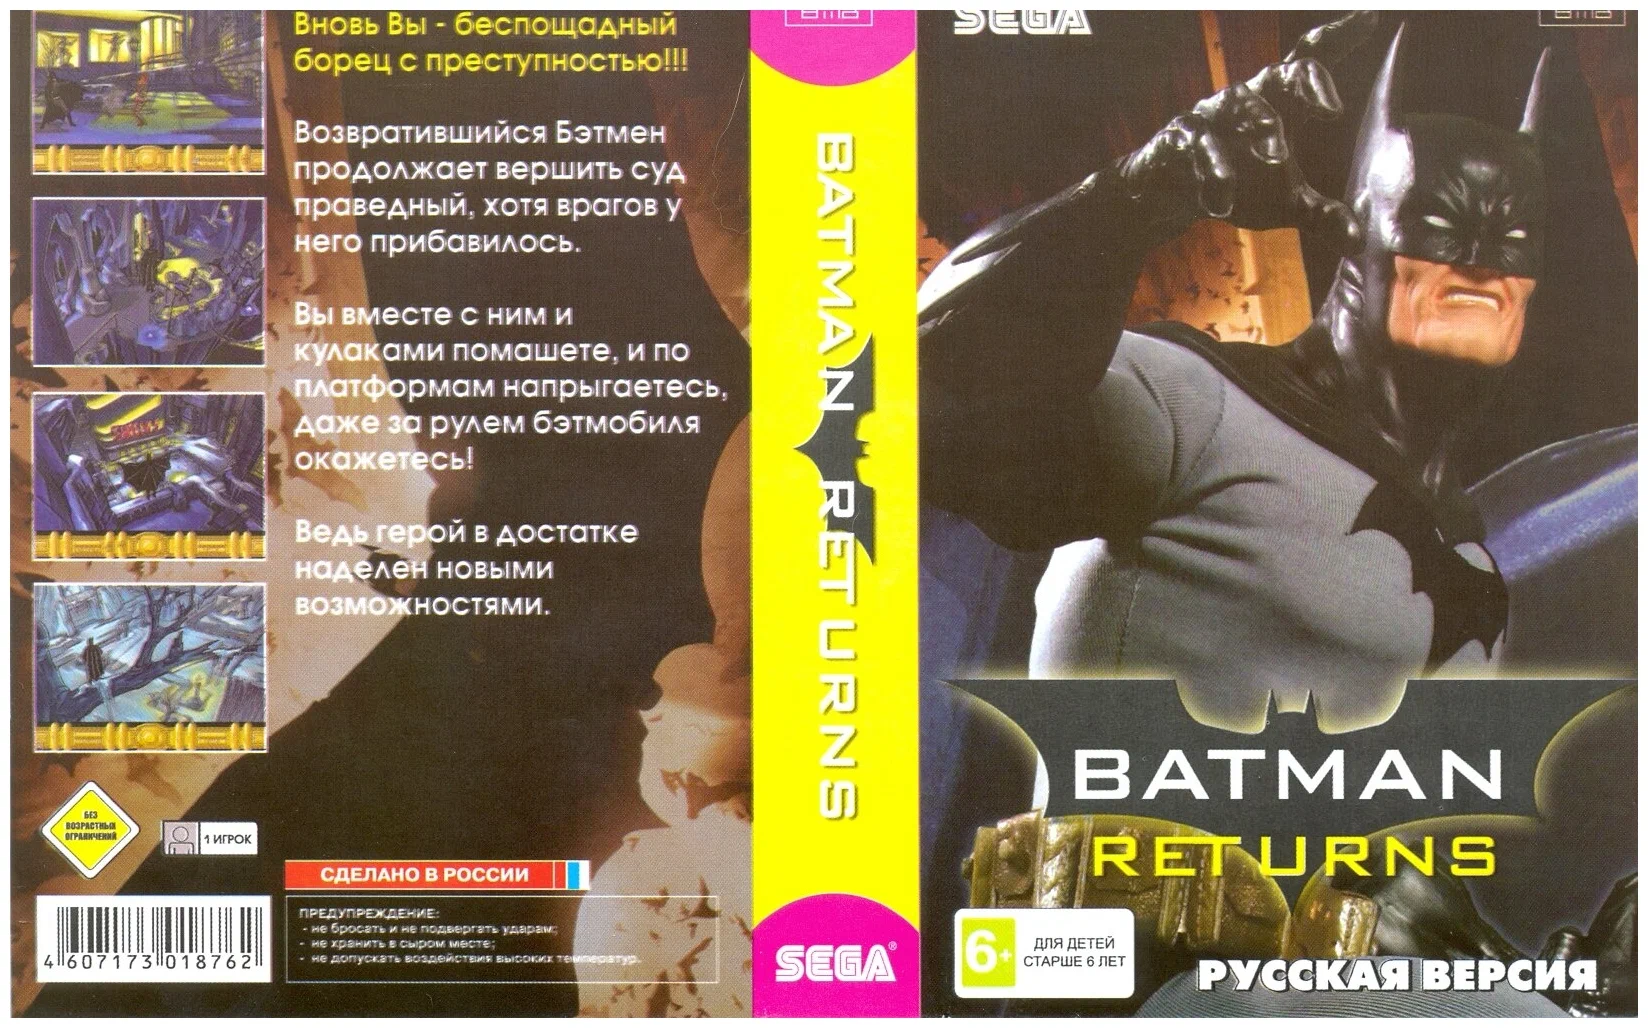 Вновь Вы - беспощадный
борец с преступностью!!!
Возвратившийся Бэтмен
продолжает вершить суд
праведный, хотя врагов у
него прибавилось.
Вы вместе с ним и
кулаками помашете, и по
платформам напрыгаетесь,
даже за рулем бэтмобиля
окажетесь!
Ведь герой в достатке
наделен новыми
возможностями.
БЕЗ
ВОЗРАСТНЫХ
ОГРАНИЧЕНИЙ
1 ИГРОК
СДЕЛАНО В РОССИИ
ПРЕДУПРЕЖДЕНИЕ:
- не бросать и не подвергать ударам;
- не хранить в сыром месте;
- не допускать воздействия высоких температур.
4 607173 018762
BATMAN RETURNS
SEGA®
SEGA
BATMAN
RETURNS
6+
ДЛЯ ДЕТЕЙ
СТАРШЕ 6 ЛЕТ
РУССКАЯ ВЕРСИЯ